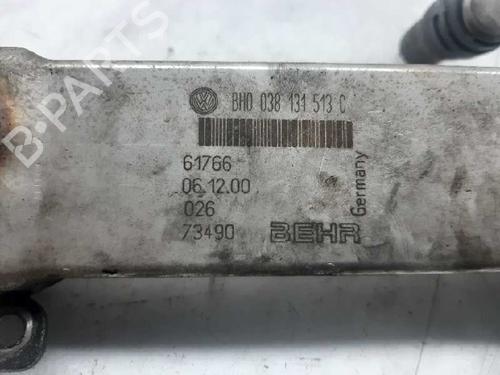 B-PARTS
BHO 038 131 513 C
61766
06.12.00
026
73490
BEHR
Germany